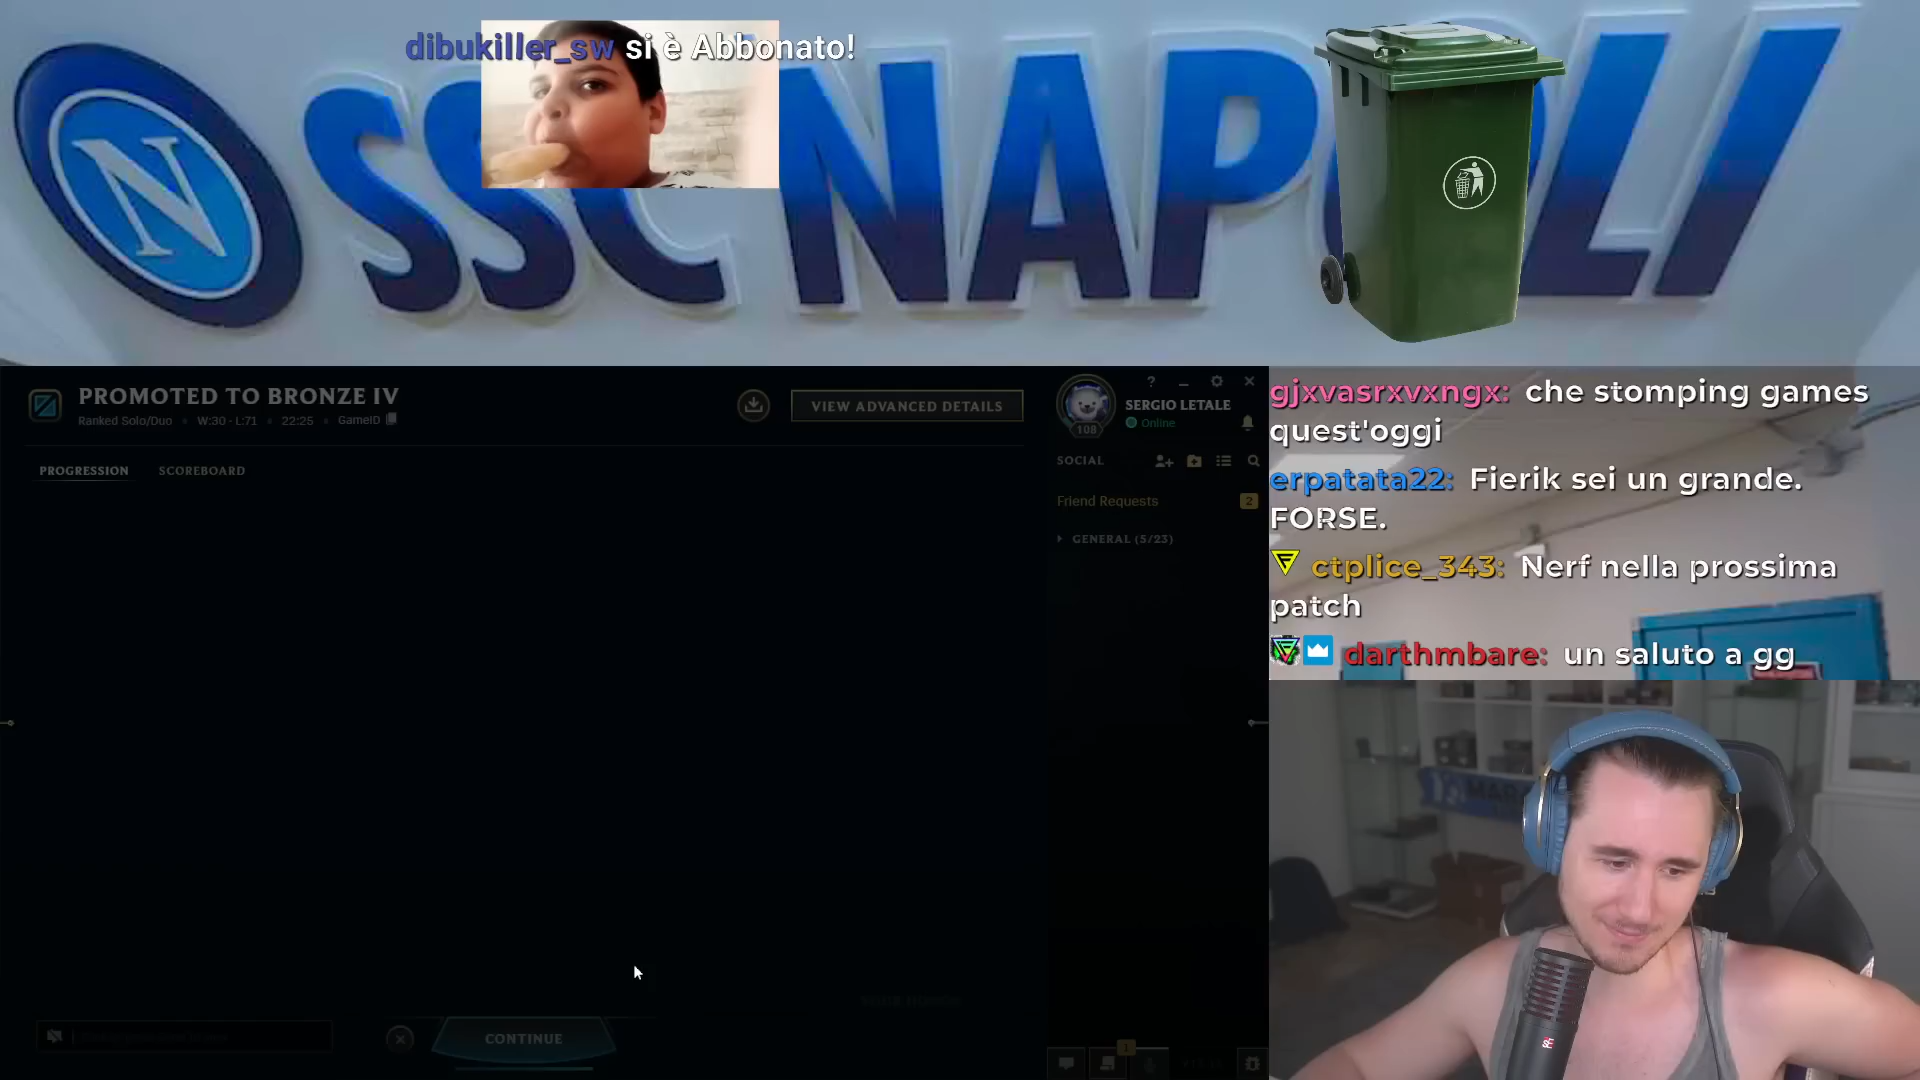 dibukiller_sw si è Abbonato!
N SSC NAPOLI
PROMOTED TO BRONZE IV
Ranked Solo/Duo • W:30 - L:71 • 22:25 • GameID
VIEW ADVANCED DETAILS
PROGRESSION SCOREBOARD
CONTINUE
?
SERGIO LETALE
108
Online
SOCIAL
Friend Requests 2
GENERAL (5/23)
1
gjxvasrxvxngx: che stomping games
quest'oggi
erpatata22: Fierik sei un grande.
FORSE.
ctplice_343: Nerf nella prossima
patch
darthmbare: un saluto a gg
sE